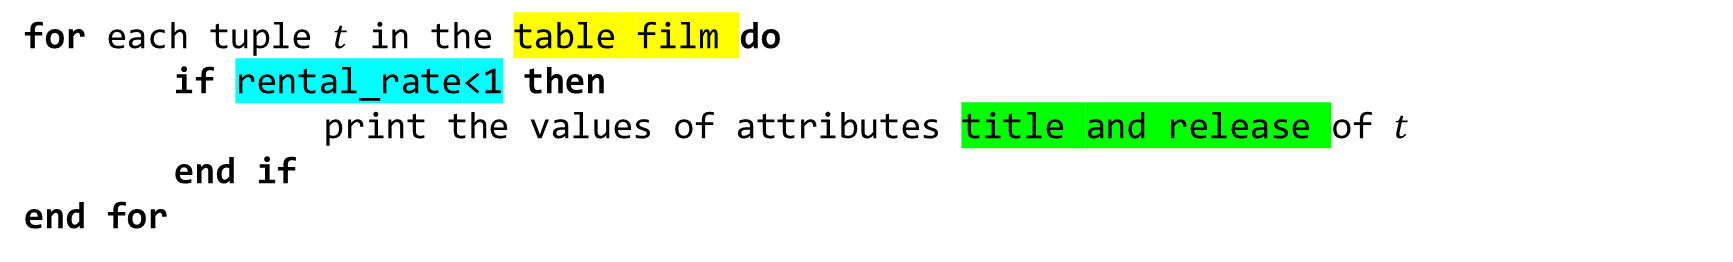 for each tuple t in the table film do
if rental_rate<1 then
print the values of attributes title and release of t
end if
end for